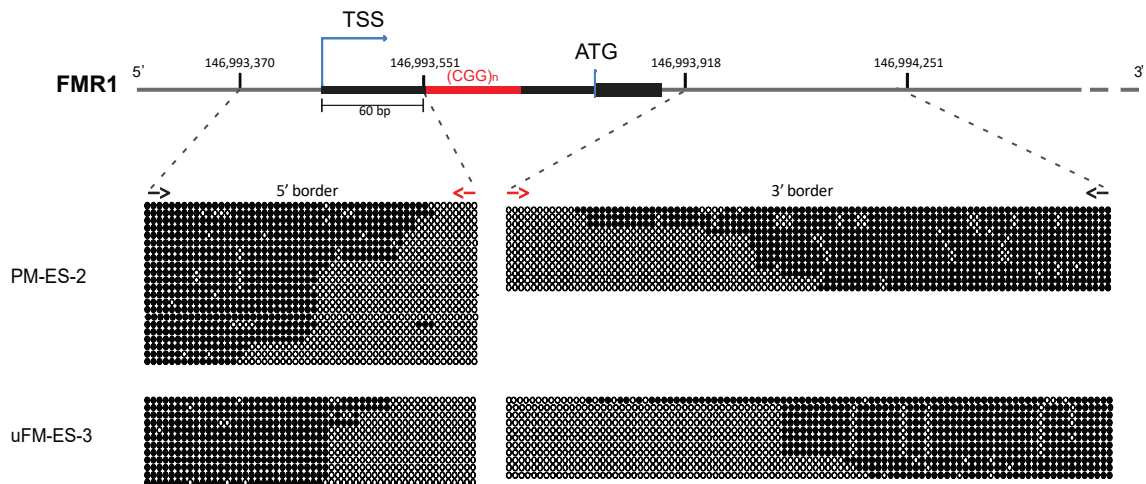 TSS
146,993,370
146,993,551
ATG
146,993,918
146,994,251
5'
3'
FMR1
(CGG)n
60 bp
5' border
3' border
PM-ES-2
uFM-ES-3